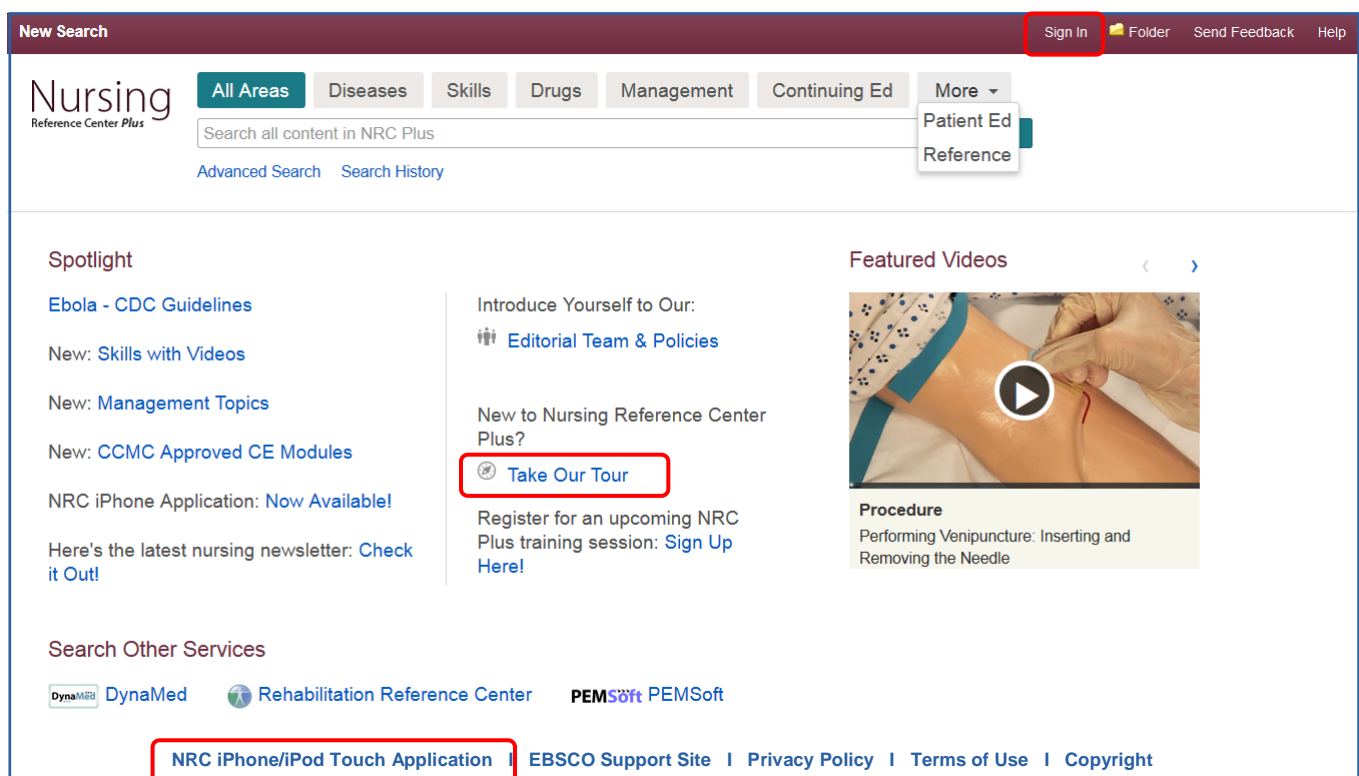 New Search Sign In Folder Send Feedback Help
Nursing
Reference Center Plus
All Areas Diseases Skills Drugs Management Continuing Ed More
Search all content in NRC Plus
Patient Ed
Reference
Advanced Search Search History
Spotlight
Ebola - CDC Guidelines
New: Skills with Videos
New: Management Topics
New: CCMC Approved CE Modules
NRC iPhone Application: Now Available!
Here's the latest nursing newsletter: Check
it Out!
Introduce Yourself to Our:
Editorial Team & Policies
New to Nursing Reference Center
Plus?
Take Our Tour
Register for an upcoming NRC
Plus training session: Sign Up
Here!
Featured Videos
Procedure
Performing Venipuncture: Inserting and
Removing the Needle
Search Other Services
DynaMed DynaMed Rehabilitation Reference Center PEMSoft PEMSoft
NRC iPhone/iPod Touch Application I EBSCO Support Site I Privacy Policy I Terms of Use I Copyright